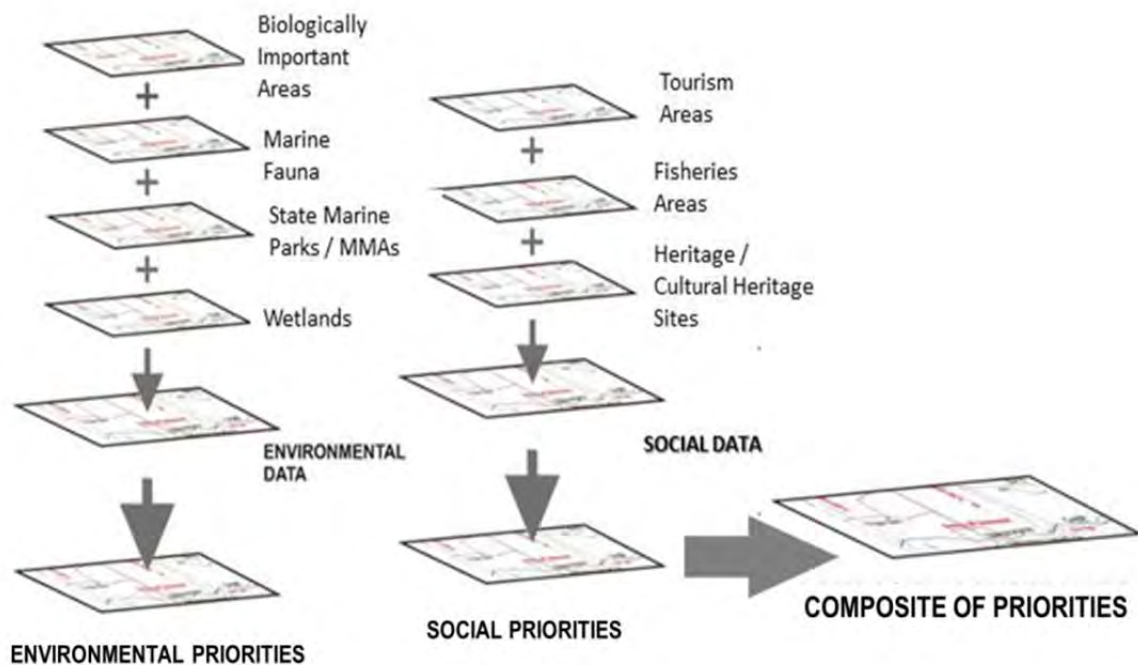 Biologically
Important
Areas
Marine
Fauna
State Marine
Parks / MMAs
Wetlands
ENVIRONMENTAL
DATA
ENVIRONMENTAL PRIORITIES
Tourism
Areas
Fisheries
Areas
Heritage /
Cultural Heritage
Sites
SOCIAL DATA
SOCIAL PRIORITIES
COMPOSITE OF PRIORITIES